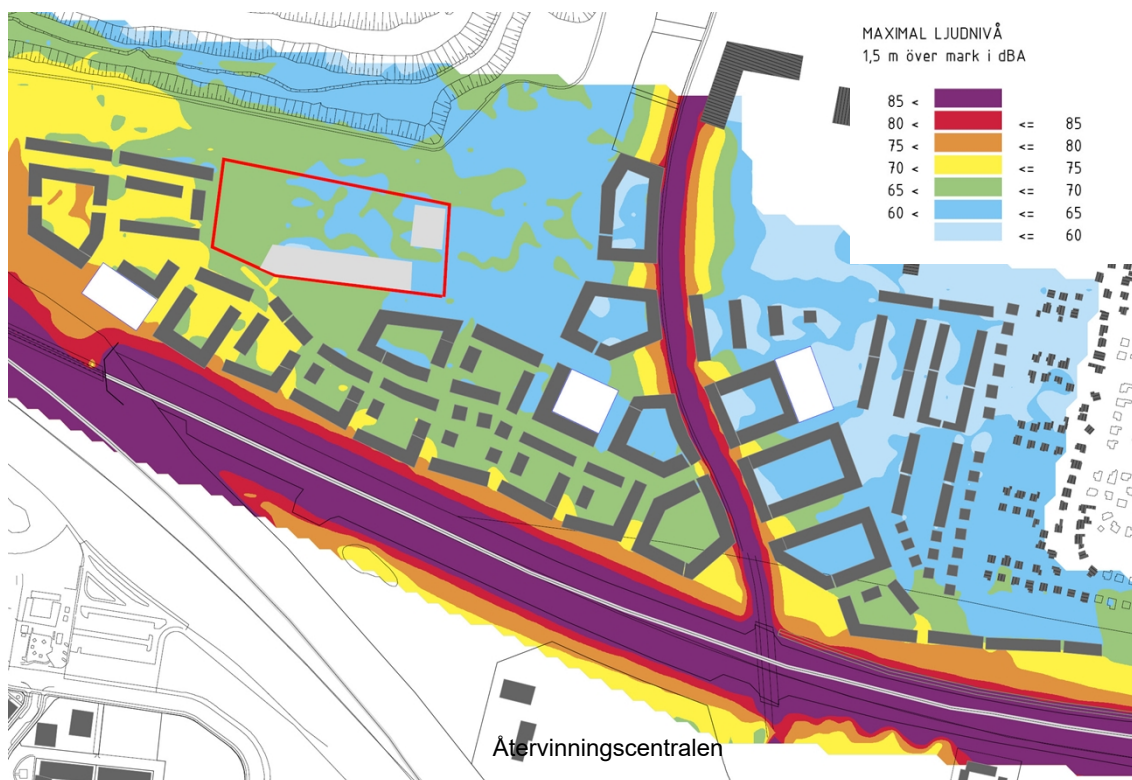 MAXIMAL LJUDNIVÅ
1,5 m över mark i dBA
85 <
80 < <= 85
75 < <= 80
70 < <= 75
65 < <= 70
60 < <= 65
<= 60
Återvinningscentralen